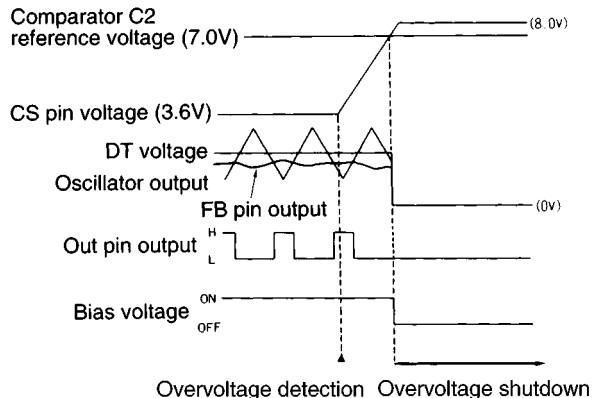 Comparator C2
reference voltage (7.0V)
(8.0V)
CS pin voltage (3.6V)
DT voltage
Oscillator output
FB pin output
(0V)
Out pin output
H
L
Bias voltage
ON
OFF
Overvoltage detection
Overvoltage shutdown